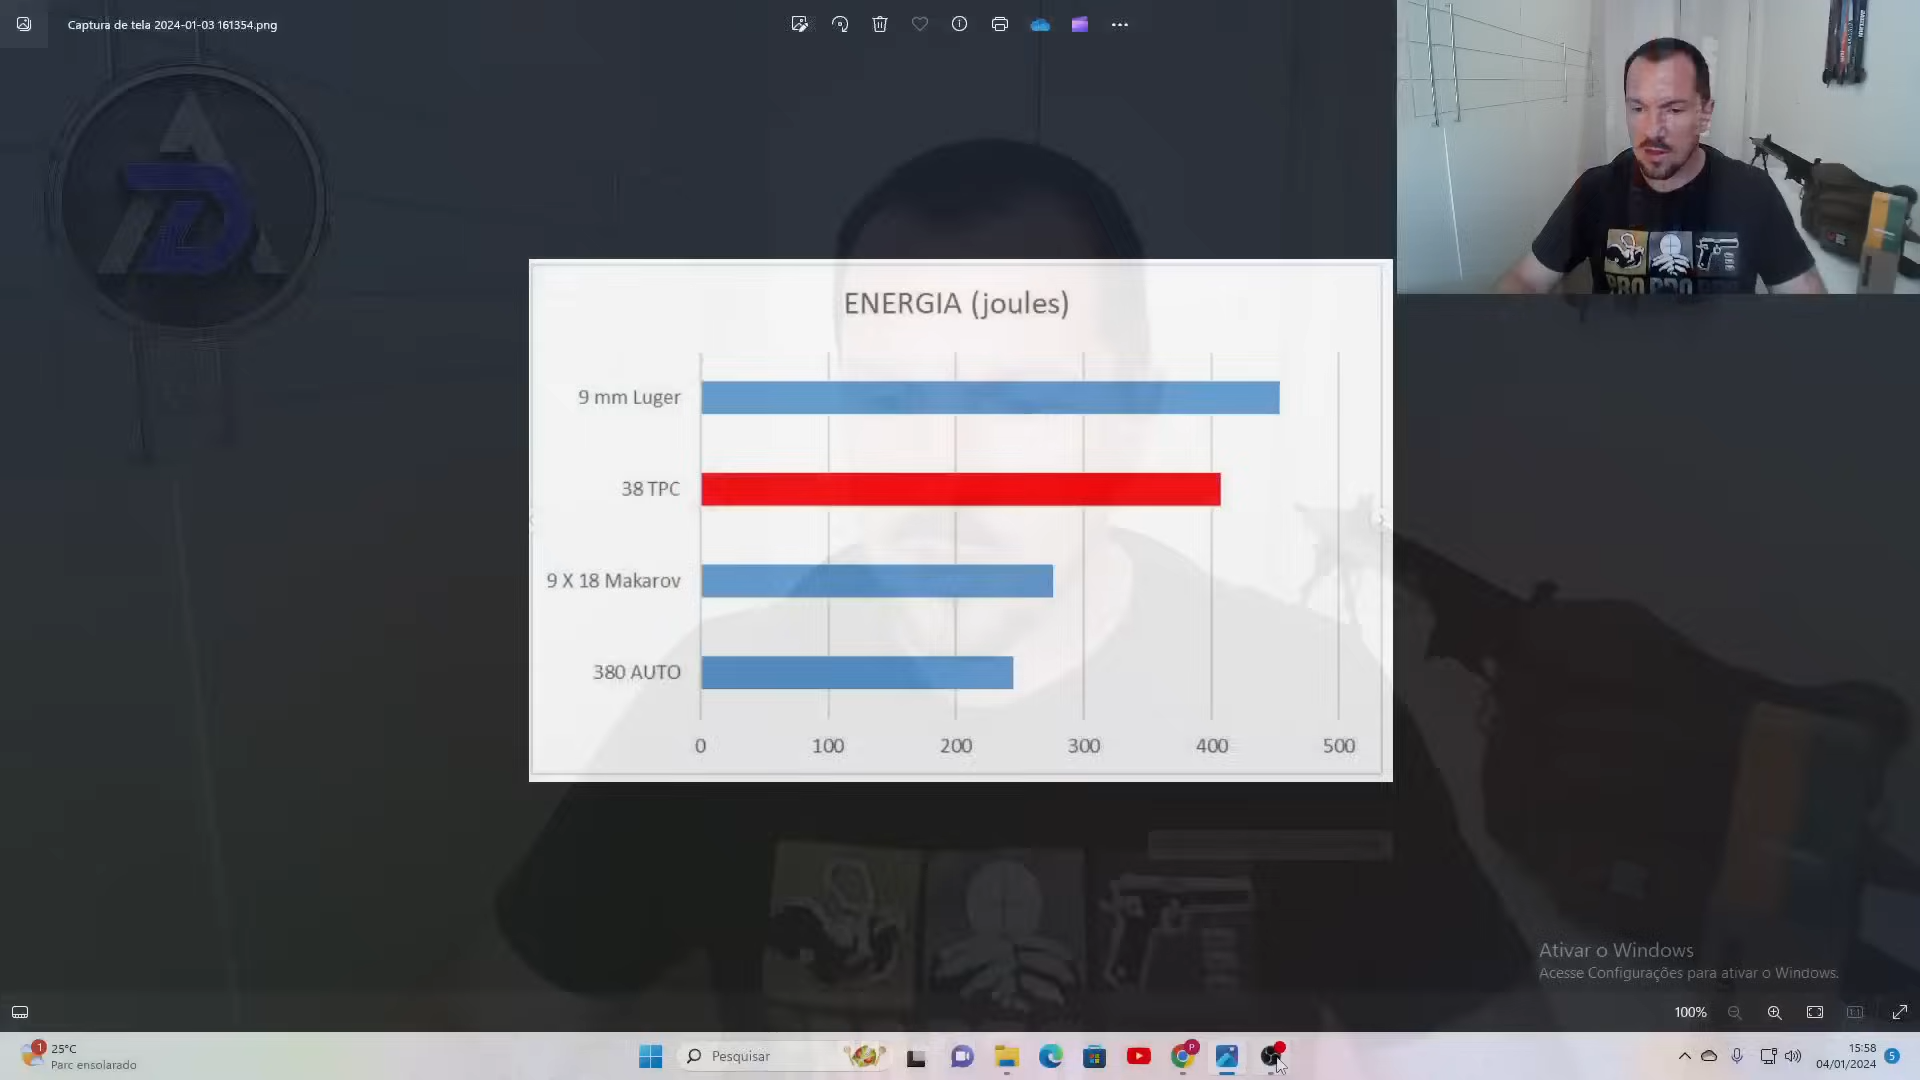 Captura de tela 2024-01-03 161354.png
ENERGIA (joules)
9 mm Luger
38 TPC
9 X 18 Makarov
380 AUTO
0 100 200 300 400 500
Ativar o Windows
Acesse Configurações para ativar o Windows.
100%
1
25°C
Parc ensolarado
Pesquisar
P
15:58
04/01/2024
5